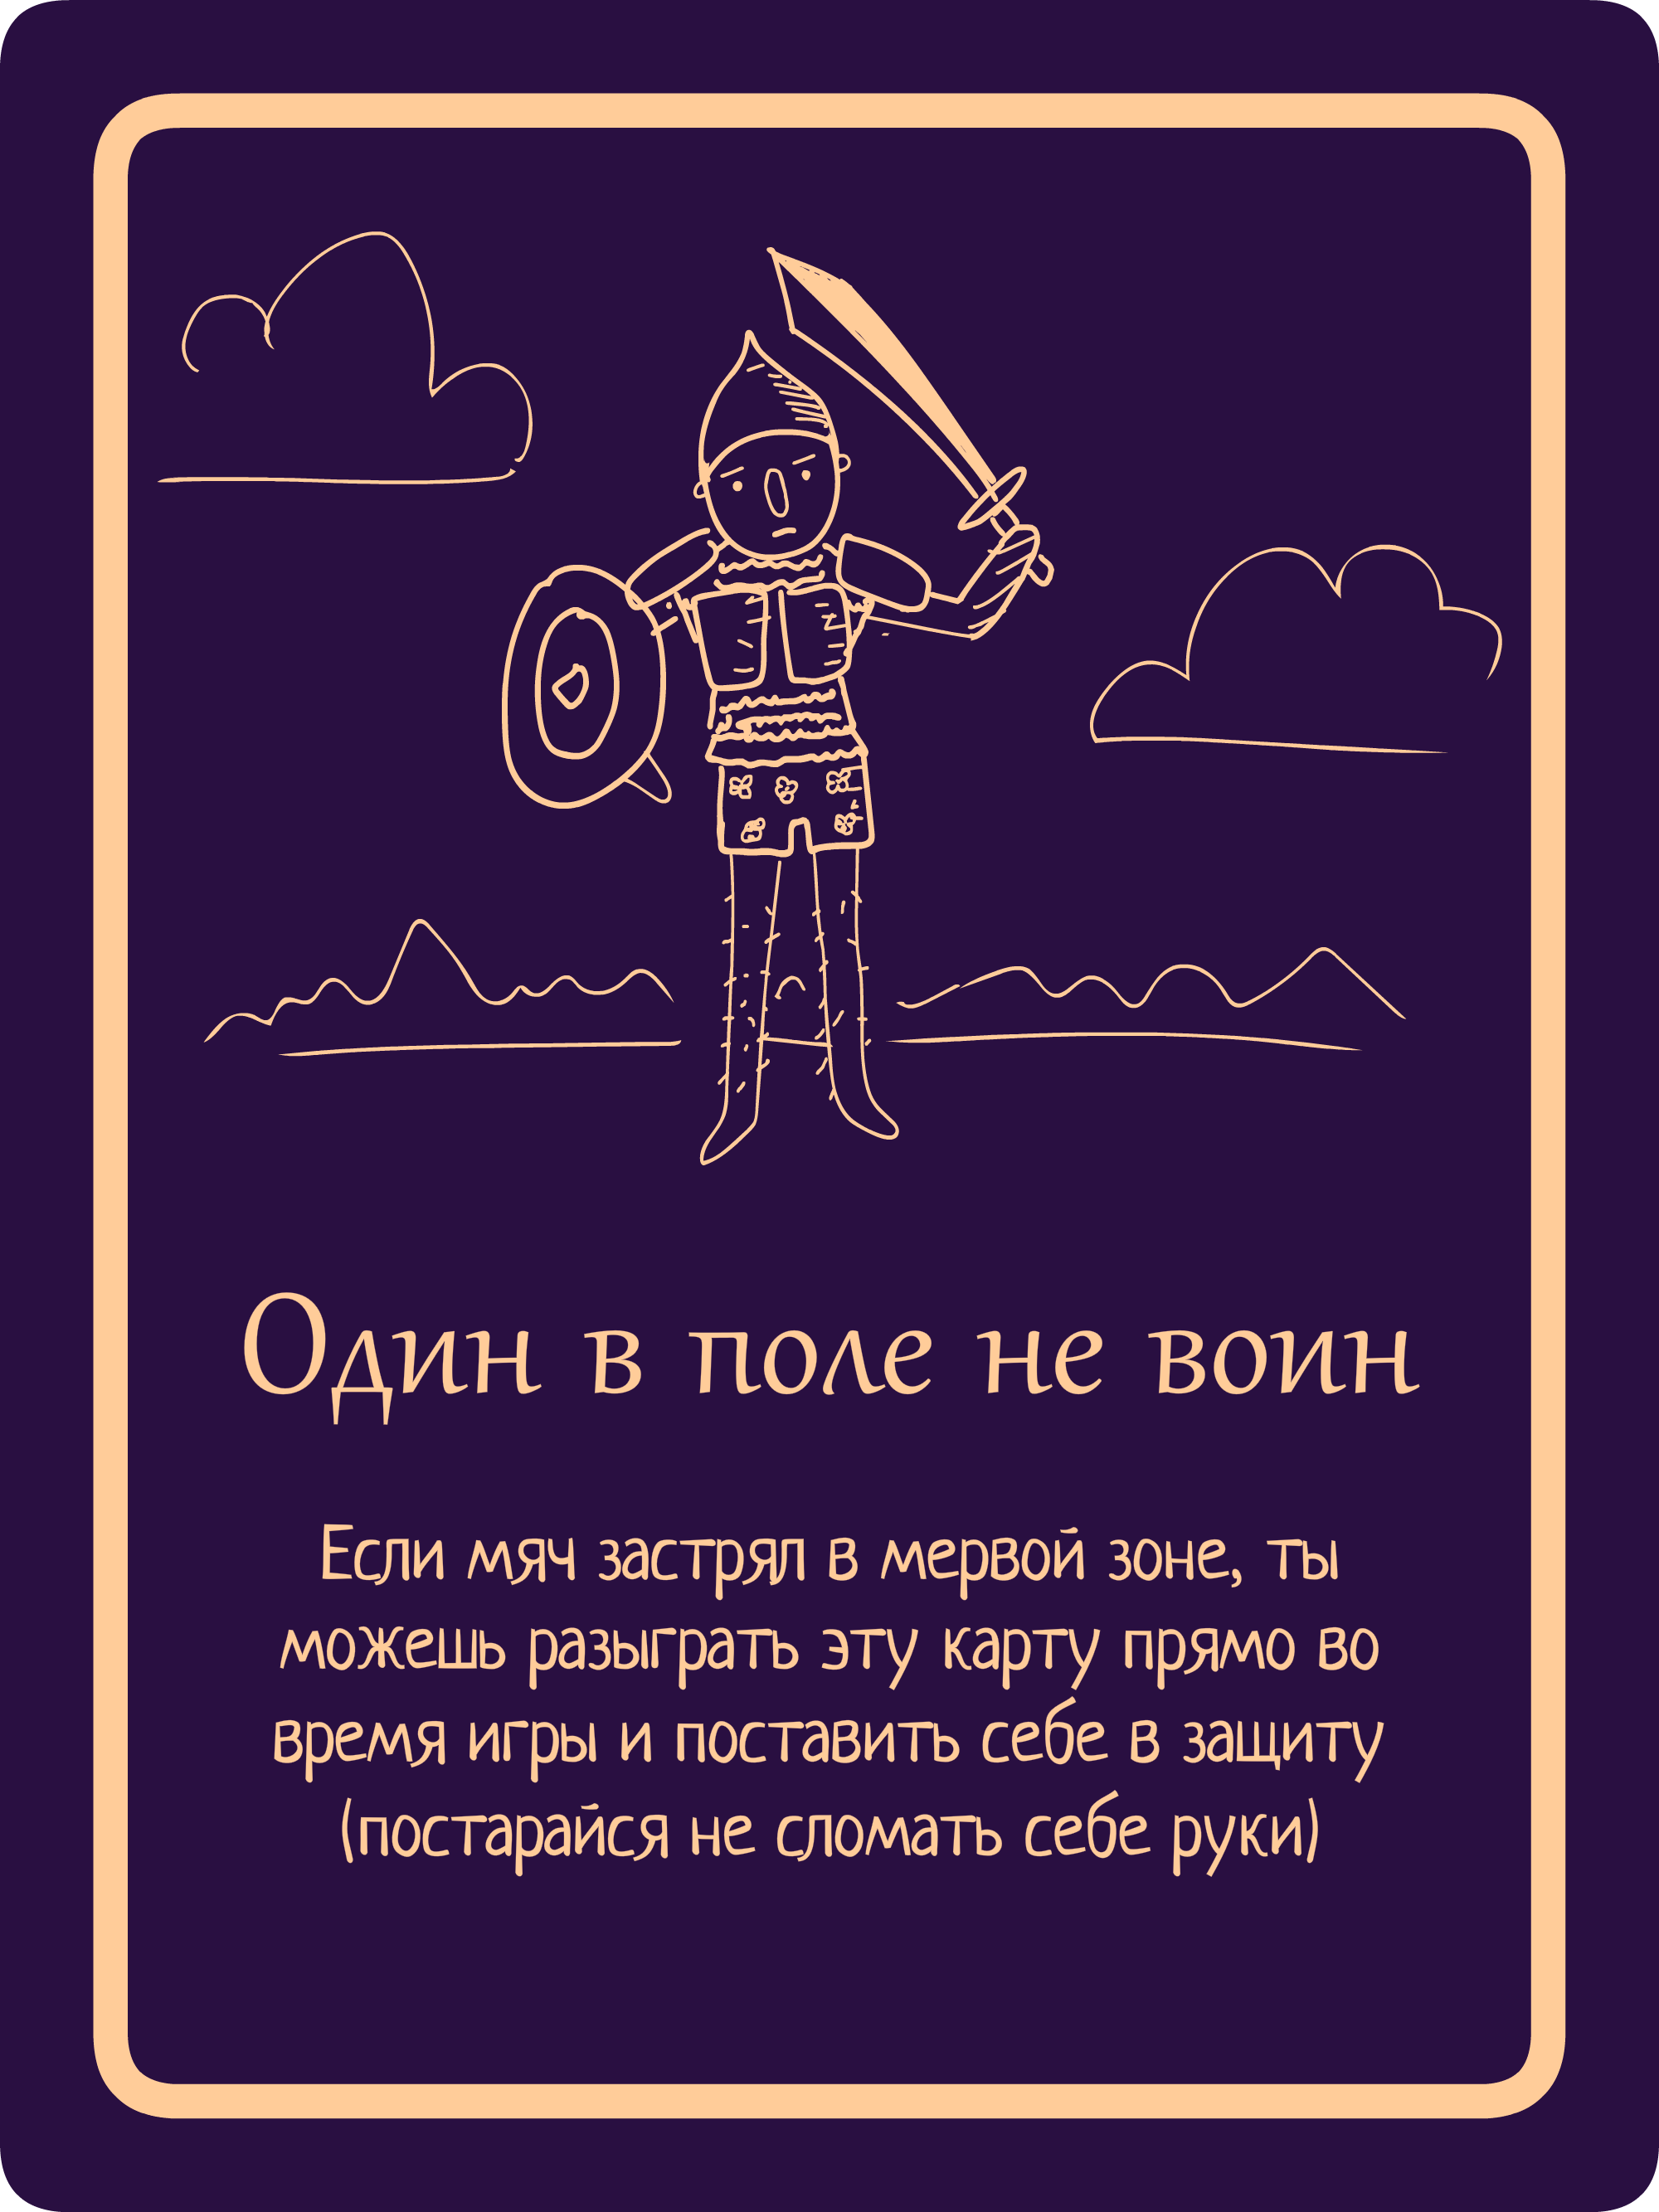 Один в поле не воин
Если мяч застрял в мервой зоне, ты
можешь разыграть эту карту прямо во
время игры и поставить себе в защиту
(постарайся не сломать себе руки)